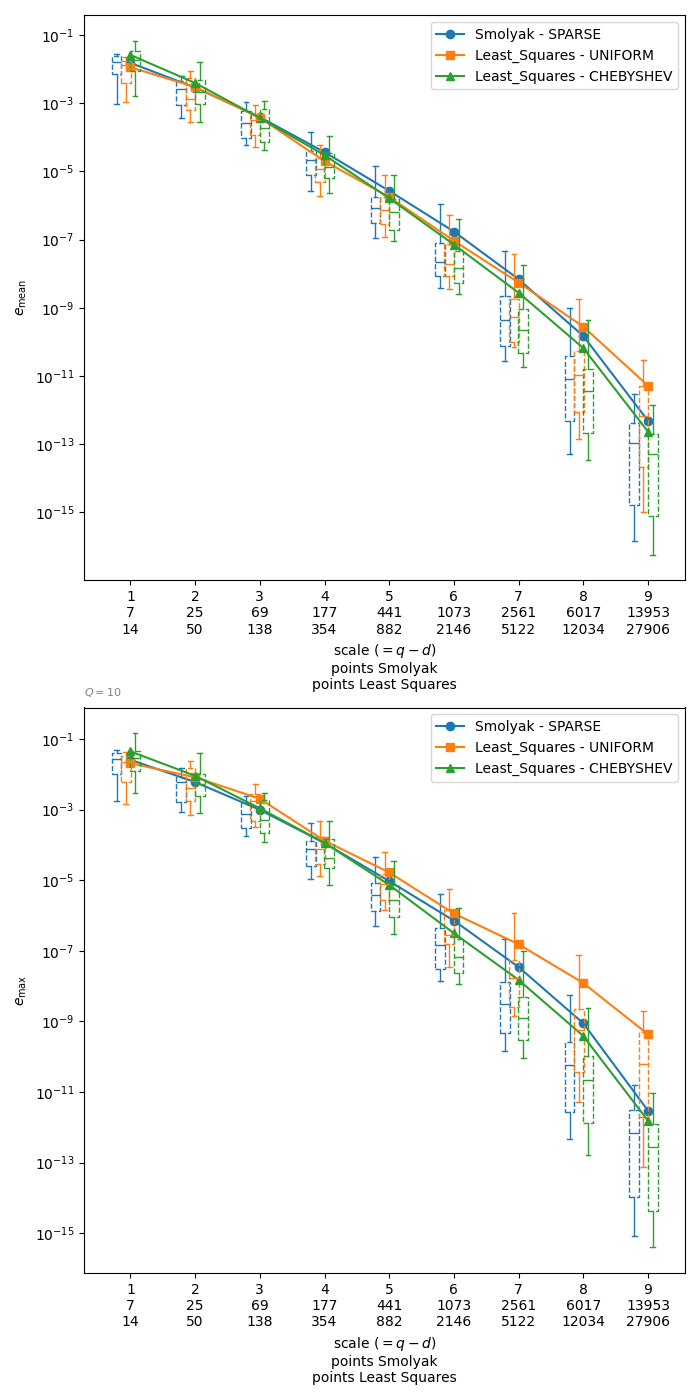 10⁻¹
10⁻³
10⁻⁵
10⁻⁷
10⁻⁹
10⁻¹¹
10⁻¹³
10⁻¹⁵
e_mean
Smolyak - SPARSE
Least_Squares - UNIFORM
Least_Squares - CHEBYSHEV
1 2 3 4 5 6 7 8 9
7 25 69 177 441 1073 2561 6017 13953
14 50 138 354 882 2146 5122 12034 27906
scale (= q − d)
points Smolyak
points Least Squares
Q = 10
10⁻¹
10⁻³
10⁻⁵
10⁻⁷
10⁻⁹
10⁻¹¹
10⁻¹³
10⁻¹⁵
e_max
Smolyak - SPARSE
Least_Squares - UNIFORM
Least_Squares - CHEBYSHEV
1 2 3 4 5 6 7 8 9
7 25 69 177 441 1073 2561 6017 13953
14 50 138 354 882 2146 5122 12034 27906
scale (= q − d)
points Smolyak
points Least Squares